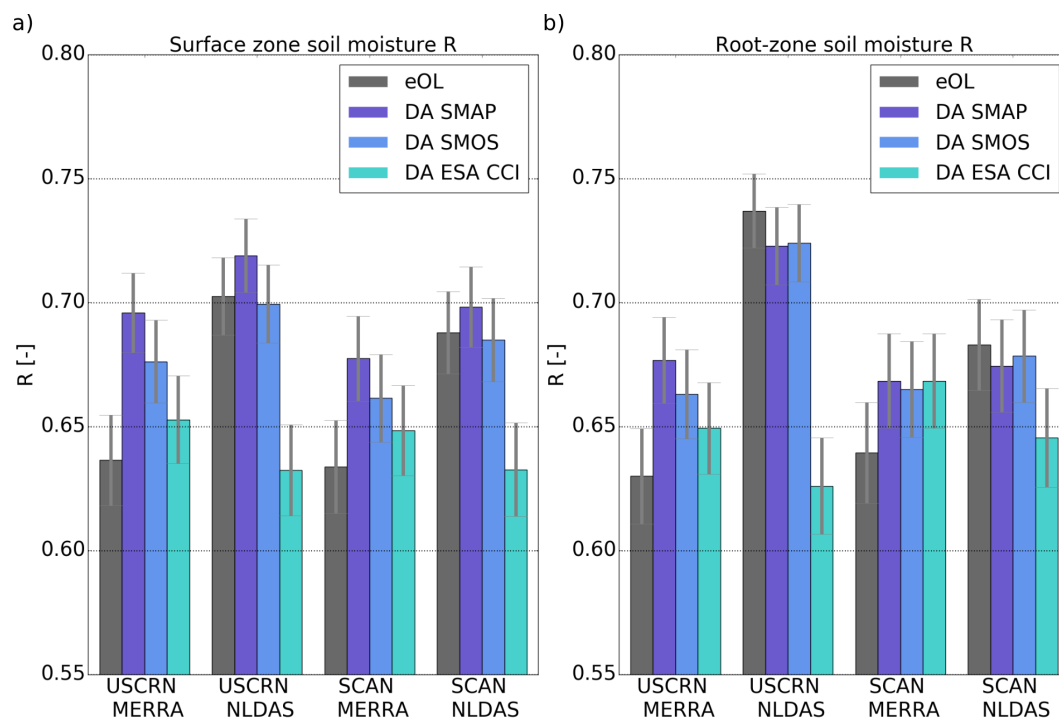 a)
Surface zone soil moisture R
0.80
0.75
0.70
0.65
0.60
0.55
R [-]
eOL
DA SMAP
DA SMOS
DA ESA CCI
USCRN MERRA
USCRN NLDAS
SCAN MERRA
SCAN NLDAS
b)
Root-zone soil moisture R
0.80
0.75
0.70
0.65
0.60
0.55
R [-]
eOL
DA SMAP
DA SMOS
DA ESA CCI
USCRN MERRA
USCRN NLDAS
SCAN MERRA
SCAN NLDAS